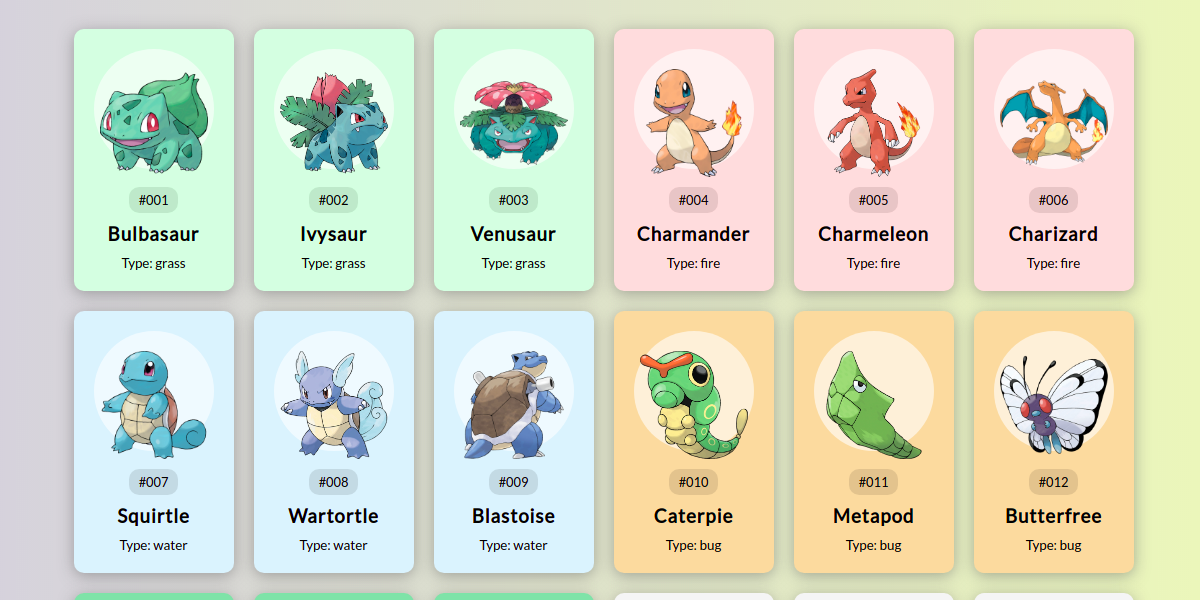 #001
Bulbasaur
Type: grass
#002
Ivysaur
Type: grass
#003
Venusaur
Type: grass
#004
Charmander
Type: fire
#005
Charmeleon
Type: fire
#006
Charizard
Type: fire
#007
Squirtle
Type: water
#008
Wartortle
Type: water
#009
Blastoise
Type: water
#010
Caterpie
Type: bug
#011
Metapod
Type: bug
#012
Butterfree
Type: bug